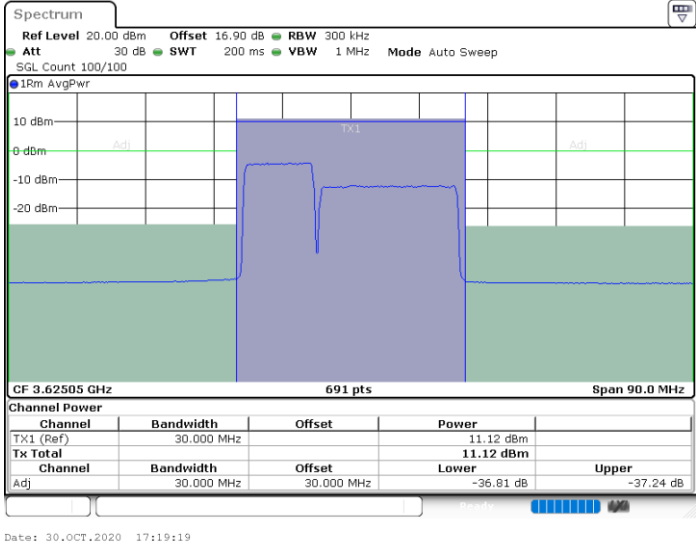 Spectrum
Ref Level 20.00 dBm Offset 16.90 dB RBW 300 kHz
Att 30 dB SWT 200 ms VBW 1 MHz Mode Auto Sweep
SGL Count 100/100
1Rm AvgPwr
10 dBm
TX1
Adj Adj
0 dBm
-10 dBm
-20 dBm
CF 3.62505 GHz 691 pts Span 90.0 MHz
Channel Power
Channel Bandwidth Offset Power
TX1 (Ref) 30.000 MHz 11.12 dBm
Tx Total 11.12 dBm
Channel Bandwidth Offset Lower Upper
Adj 30.000 MHz 30.000 MHz -36.81 dB -37.24 dB
Ready
Date: 30.OCT.2020 17:19:19